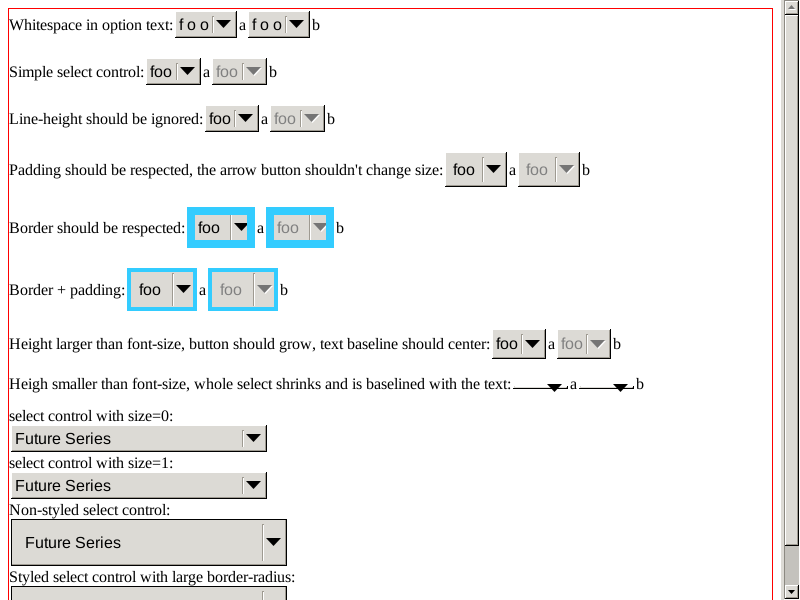 Whitespace in option text: f o o a f o o b
Simple select control: foo a foo b
Line-height should be ignored: foo a foo b
Padding should be respected, the arrow button shouldn't change size: foo a foo b
Border should be respected: foo a foo b
Border + padding: foo a foo b
Height larger than font-size, button should grow, text baseline should center: foo a foo b
Heigh smaller than font-size, whole select shrinks and is baselined with the text: a b
select control with size=0:
Future Series
select control with size=1:
Future Series
Non-styled select control:
Future Series
Styled select control with large border-radius: